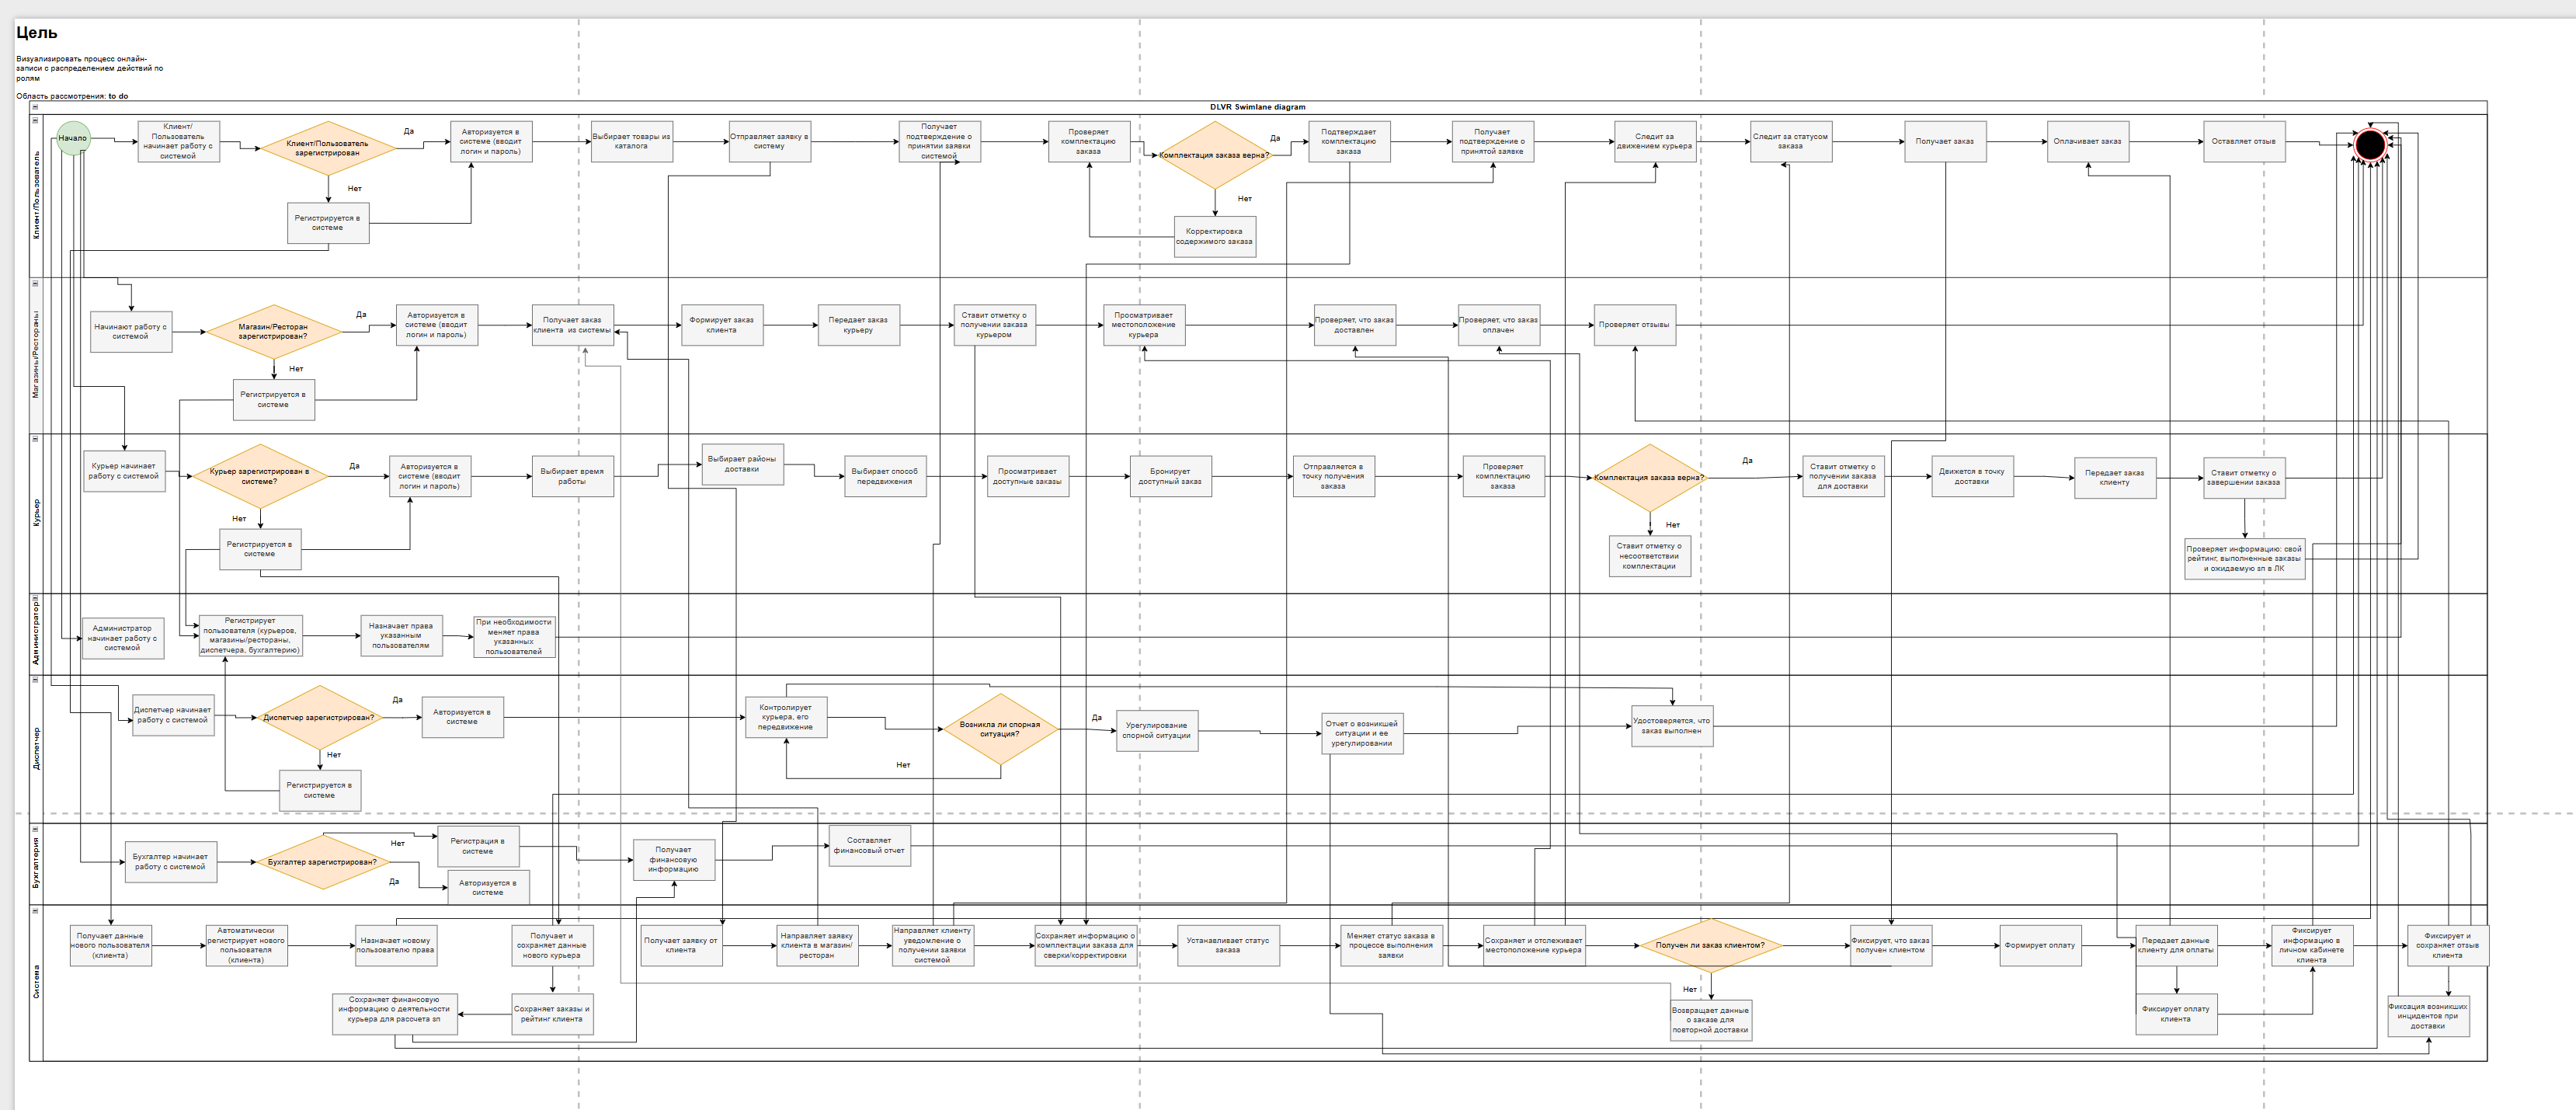 Цель
Визуализировать процесс онлайн-
записи с распределением действий по
ролям
Область рассмотрения: to do
DLVR Swimlane diagram
Клиент/Пользователь
Начало
Клиент/
Пользователь
начинает работу с
системой
Клиент/Пользователь
зарегистрирован
Да
Нет
Регистрируется в
системе
Авторизуется в
системе (вводит
логин и пароль)
Выбирает товары из
каталога
Отправляет заявку в
систему
Получает
подтверждение о
принятии заявки
системой
Проверяет
комплектацию
заказа
Комплектация заказа верна?
Да
Нет
Корректировка
содержимого заказа
Подтверждает
комплектацию
заказа
Получает
подтверждение о
принятой заявке
Следит за
движением курьера
Следит за статусом
заказа
Получает заказ
Оплачивает заказ
Оставляет отзыв
Магазины/Рестораны
Начинают работу с
системой
Магазин/Ресторан
зарегистрирован?
Да
Нет
Регистрируется в
системе
Авторизуется в
системе (вводит
логин и пароль)
Получает заказ
клиента из системы
Формирует заказ
клиента
Передает заказ
курьеру
Ставит отметку о
получении заказа
курьером
Просматривает
местоположение
курьера
Проверяет, что заказ
доставлен
Проверяет, что заказ
оплачен
Проверяет отзывы
Курьер
Курьер начинает
работу с системой
Курьер зарегистрирован в
системе?
Да
Нет
Регистрируется в
системе
Авторизуется в
системе (вводит
логин и пароль)
Выбирает время
работы
Выбирает районы
доставки
Выбирает способ
передвижения
Просматривает
доступные заказы
Бронирует
доступный заказ
Отправляется в
точку получения
заказа
Проверяет
комплектацию
заказа
Комплектация заказа верна?
Да
Нет
Ставит отметку о
несоответствии
комплектации
Ставит отметку о
получении заказа
для доставки
Движется в точку
доставки
Передает заказ
клиенту
Ставит отметку о
завершении заказа
Проверяет информацию: свой
рейтинг, выполненные заказы
и ожидаемую зп в ЛК
Администратор
Администратор
начинает работу с
системой
Регистрирует
пользователя (курьеров,
магазины/рестораны,
диспетчера, бухгалтерию)
Назначает права
указанным
пользователям
При необходимости
меняет права
указанных
пользователей
Диспетчер
Диспетчер начинает
работу с системой
Диспетчер зарегистрирован?
Да
Нет
Регистрируется в
системе
Авторизуется в
системе
Контролирует
курьера, его
передвижение
Возникла ли спорная
ситуация?
Да
Нет
Урегулирование
спорной ситуации
Отчет о возникшей
ситуации и ее
урегулировании
Удостоверяется, что
заказ выполнен
Бухгалтерия
Бухгалтер начинает
работу с системой
Бухгалтер зарегистрирован?
Нет
Да
Регистрация в
системе
Авторизуется в
системе
Получает
финансовую
информацию
Составляет
финансовый отчет
Система
Получает данные
нового пользователя
(клиента)
Автоматически
регистрирует нового
пользователя
(клиента)
Назначает новому
пользователю права
Получает и
сохраняет данные
нового курьера
Сохраняет заказы и
рейтинг клиента
Сохраняет финансовую
информацию о деятельности
курьера для рассчета зп
Получает заявку от
клиента
Направляет заявку
клиента в магазин/
ресторан
Направляет клиенту
уведомление о
получении заявки
системой
Сохраняет информацию о
комплектации заказа для
сверки/корректировки
Устанавливает статус
заказа
Меняет статус заказа в
процессе выполнения
заявки
Сохраняет и отслеживает
местоположение курьера
Получен ли заказ клиентом?
Нет
Возвращает данные
о заказе для
повторной доставки
Фиксирует, что заказ
получен клиентом
Формирует оплату
Передает данные
клиенту для оплаты
Фиксирует оплату
клиента
Фиксирует
информацию в
личном кабинете
клиента
Фиксирует и
сохраняет отзыв
клиента
Фиксация возникших
инцидентов при
доставки